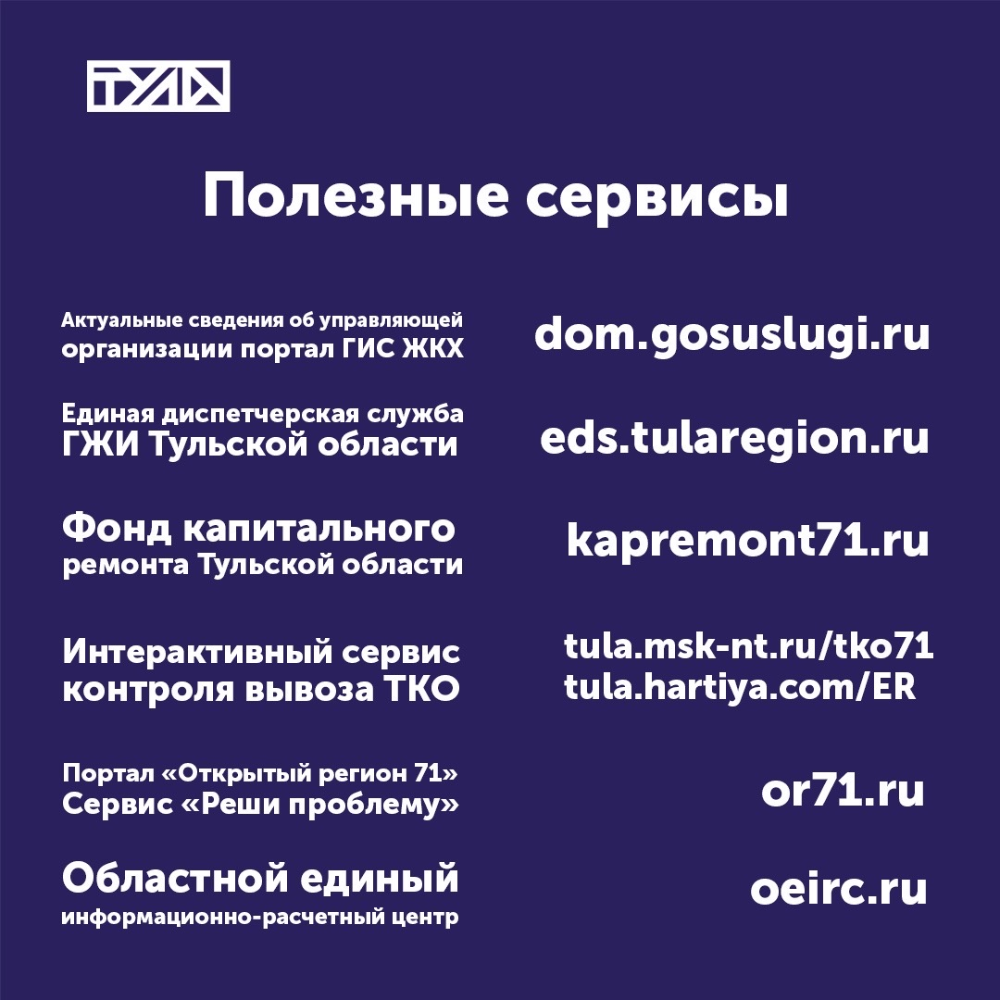 ТУЛА
Полезные сервисы
Актуальные сведения об управляющей
организации портал ГИС ЖКХ
dom.gosuslugi.ru
Единая диспетчерская служба
ГЖИ Тульской области
eds.tularegion.ru
Фонд капитального
ремонта Тульской области
kapremont71.ru
Интерактивный сервис
контроля вывоза ТКО
tula.msk-nt.ru/tko71
tula.hartiya.com/ER
Портал «Открытый регион 71»
Сервис «Реши проблему»
or71.ru
Областной единый
информационно-расчетный центр
oeirc.ru